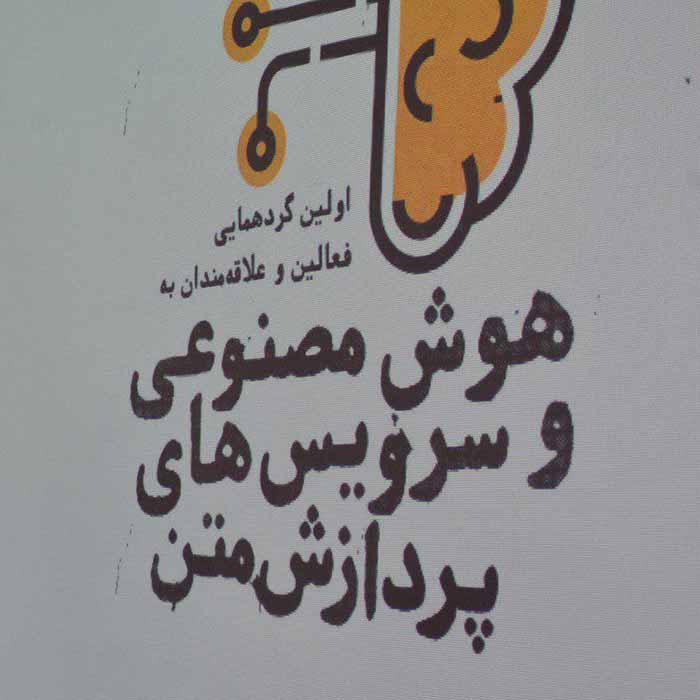 اولین گردهمایی
فعالین و علاقه‌مندان به
هوش مصنوعی
و سرویس‌های
پردازش متن